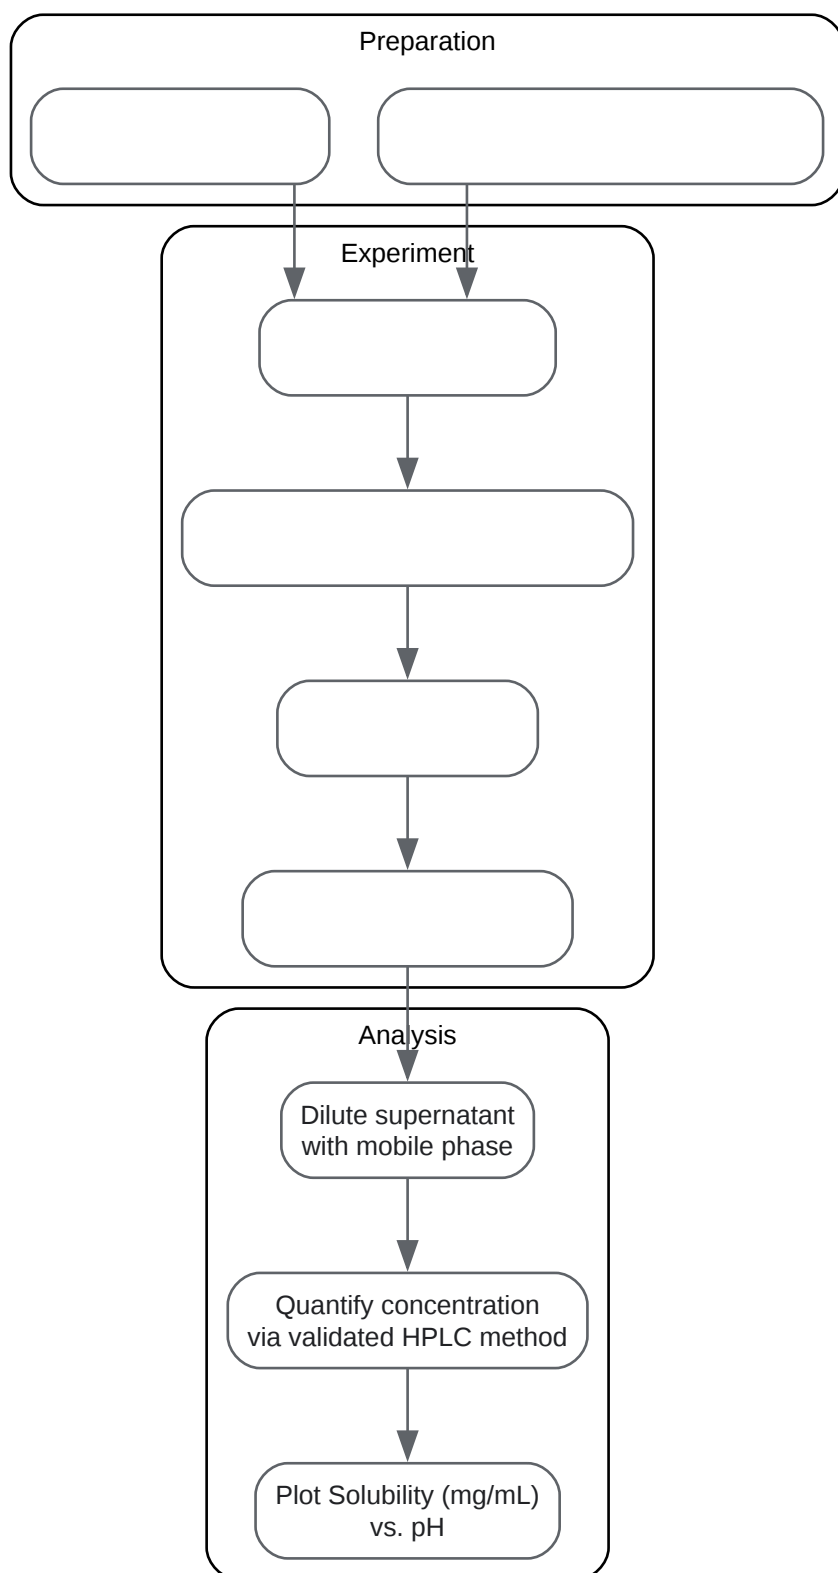 Preparation
Experiment
Analysis
Dilute supernatant
with mobile phase
Quantify concentration
via validated HPLC method
Plot Solubility (mg/mL)
vs. pH